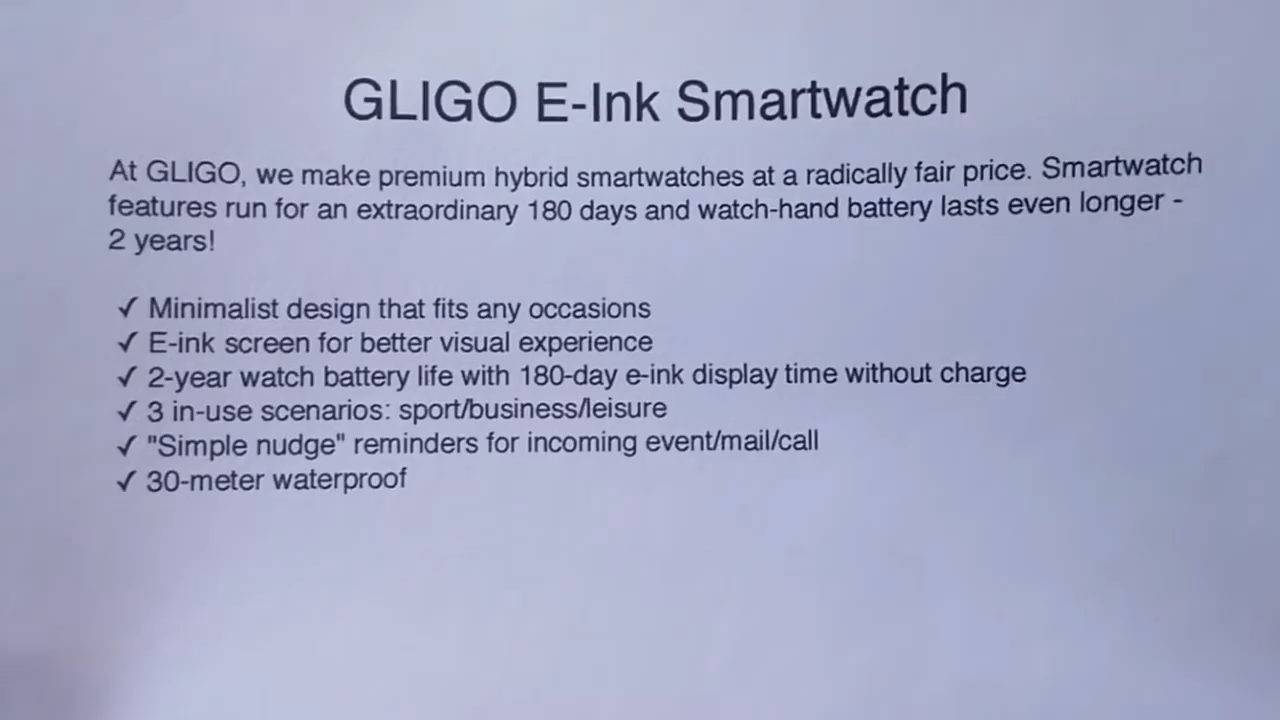 GLIGO E-Ink Smartwatch
At GLIGO, we make premium hybrid smartwatches at a radically fair price. Smartwatch
features run for an extraordinary 180 days and watch-hand battery lasts even longer -
2 years!
✓ Minimalist design that fits any occasions
✓ E-ink screen for better visual experience
✓ 2-year watch battery life with 180-day e-ink display time without charge
✓ 3 in-use scenarios: sport/business/leisure
✓ "Simple nudge" reminders for incoming event/mail/call
✓ 30-meter waterproof